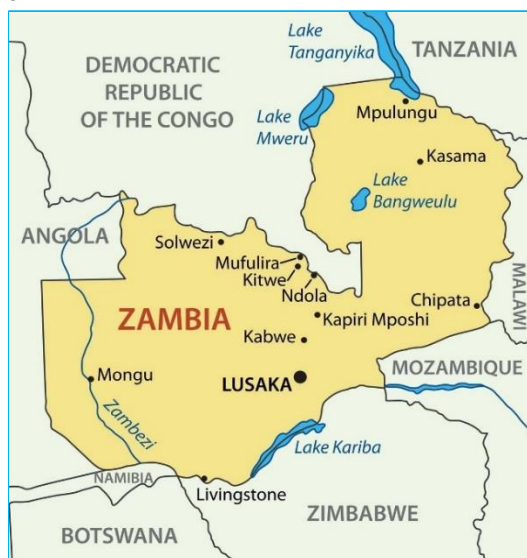 Lake
Tanganyika
TANZANIA
DEMOCRATIC
REPUBLIC
OF THE CONGO
Mpulungu
Lake
Mweru
Kasama
Lake
Bangweulu
ANGOLA
Solwezi
Mufulira
Kitwe
Ndola
MALAWI
Chipata
ZAMBIA
Kapiri Mposhi
Kabwe
MOZAMBIQUE
Mongu
LUSAKA
Zambezi
Lake Kariba
NAMIBIA
Livingstone
ZIMBABWE
BOTSWANA